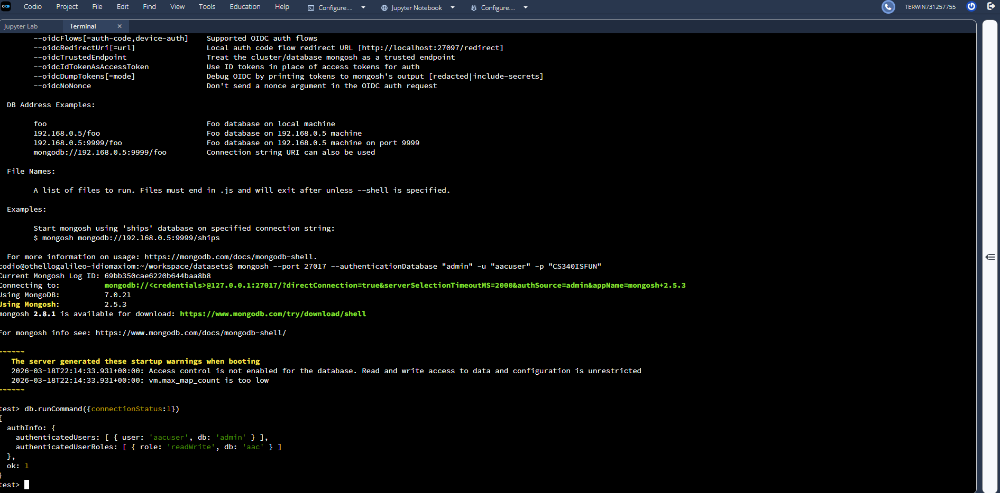 Codio Project File Edit Find View Tools Education Help Configure.... Jupyter Notebook Configure.... TERWIN731257755
Jupyter Lab Terminal ×
--oidcFlows[=auth-code,device-auth] Supported OIDC auth flows
--oidcRedirectUri[=url] Local auth code flow redirect URL [http://localhost:27097/redirect]
--oidcTrustedEndpoint Treat the cluster/database mongosh as a trusted endpoint
--oidcIdTokenAsAccessToken Use ID tokens in place of access tokens for auth
--oidcDumpTokens[=mode] Debug OIDC by printing tokens to mongosh's output [redacted|include-secrets]
--oidcNoNonce Don't send a nonce argument in the OIDC auth request
DB Address Examples:
foo Foo database on local machine
192.168.0.5/foo Foo database on 192.168.0.5 machine
192.168.0.5:9999/foo Foo database on 192.168.0.5 machine on port 9999
mongodb://192.168.0.5:9999/foo Connection string URI can also be used
File Names:
A list of files to run. Files must end in .js and will exit after unless --shell is specified.
Examples:
Start mongosh using 'ships' database on specified connection string:
$ mongosh mongodb://192.168.0.5:9999/ships
For more information on usage: https://mongodb.com/docs/mongodb-shell.
codio@othellogalileo-idiomaxiom:~/workspace/datasets$ mongosh --port 27017 --authenticationDatabase "admin" -u "aacuser" -p "CS340ISFUN"
Current Mongosh Log ID: 69bb350cae6220b644baa8b8
Connecting to: mongodb://<credentials>@127.0.0.1:27017/?directConnection=true&serverSelectionTimeoutMS=2000&authSource=admin&appName=mongosh+2.5.3
Using MongoDB: 7.0.21
Using Mongosh: 2.5.3
mongosh 2.8.1 is available for download: https://www.mongodb.com/try/download/shell
For mongosh info see: https://www.mongodb.com/docs/mongodb-shell/
------
The server generated these startup warnings when booting
2026-03-18T22:14:33.931+00:00: Access control is not enabled for the database. Read and write access to data and configuration is unrestricted
2026-03-18T22:14:33.931+00:00: vm.max_map_count is too low
------
test> db.runCommand({connectionStatus:1})
{
authInfo: {
authenticatedUsers: [ { user: 'aacuser', db: 'admin' } ],
authenticatedUserRoles: [ { role: 'readWrite', db: 'aac' } ]
},
ok: 1
}
test>